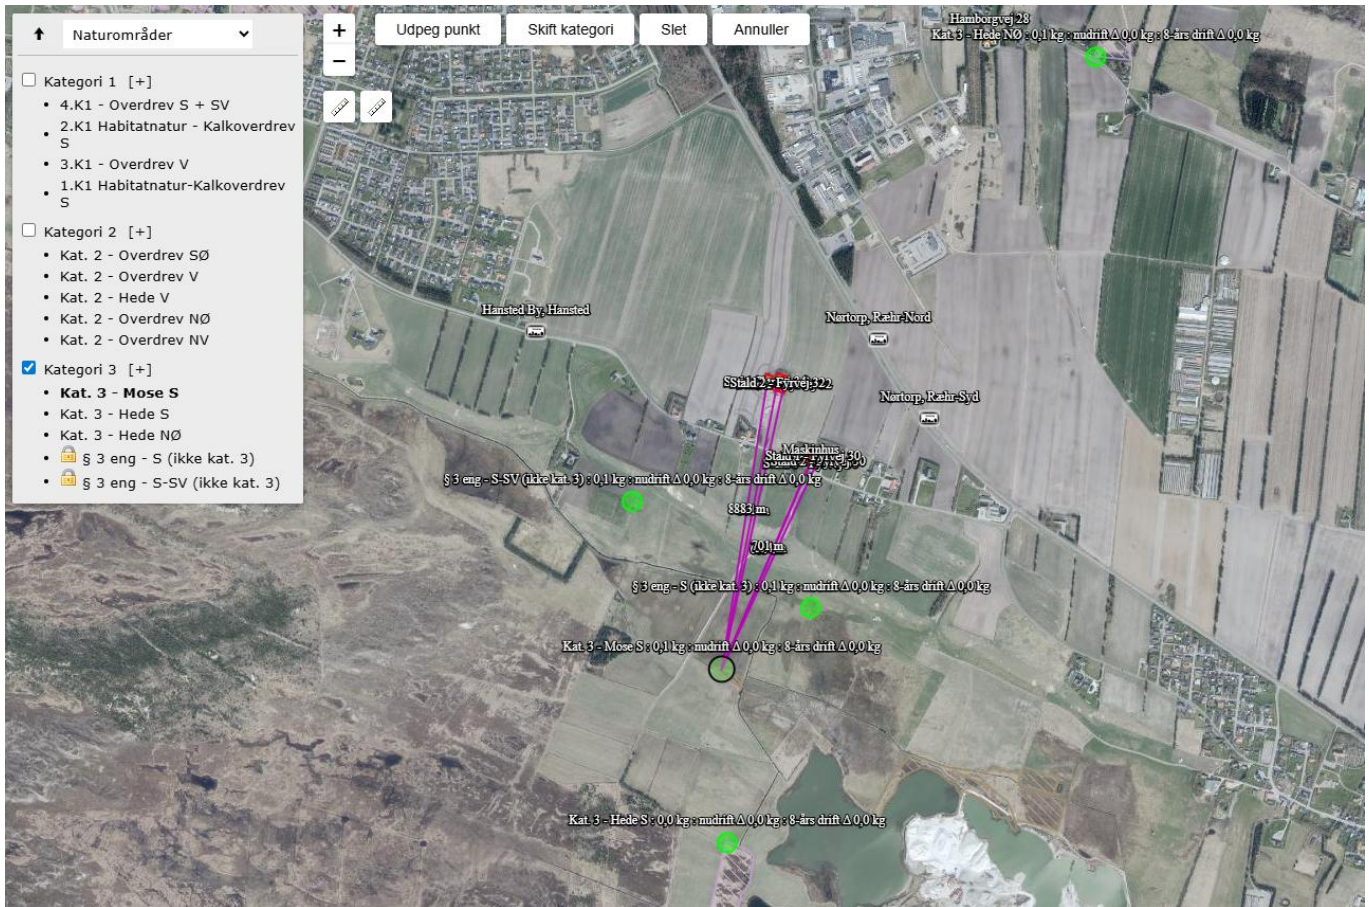 Naturområder
Kategori 1 [+]
4.K1 - Overdrev S + SV
2.K1 Habitatnatur - Kalkoverdrev
S
3.K1 - Overdrev V
1.K1 Habitatnatur-Kalkoverdrev
S
Kategori 2 [+]
Kat. 2 - Overdrev SØ
Kat. 2 - Overdrev V
Kat. 2 - Hede V
Kat. 2 - Overdrev NØ
Kat. 2 - Overdrev NV
Kategori 3 [+]
Kat. 3 - Mose S
Kat. 3 - Hede S
Kat. 3 - Hede NØ
§ 3 eng - S (ikke kat. 3)
§ 3 eng - S-SV (ikke kat. 3)
+
−
Udpeg punkt
Skift kategori
Slet
Annuller
Hamborgvej 28
Kat. 3 - Hede NØ : 0,1 kg : nudrift Δ 0,0 kg : 8-års drift Δ 0,0 kg
Hansted By, Hansted
Nørtorp, Ræhr-Nord
Nørtorp, Ræhr-Syd
Stald 2 - Fyrvej 32
Maskinhus
§ 3 eng - S-SV (ikke kat. 3) : 0,1 kg : nudrift Δ 0,0 kg : 8-års drift Δ 0,0 kg
701 m
§ 3 eng - S (ikke kat. 3) : 0,1 kg : nudrift Δ 0,0 kg : 8-års drift Δ 0,0 kg
Kat. 3 - Mose S : 0,1 kg : nudrift Δ 0,0 kg : 8-års drift Δ 0,0 kg
Kat. 3 - Hede S : 0,0 kg : nudrift Δ 0,0 kg : 8-års drift Δ 0,0 kg